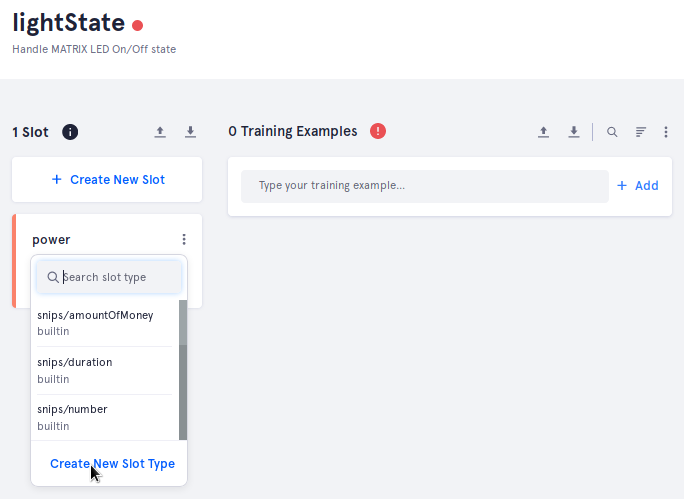 lightState
Handle MATRIX LED On/Off state
1 Slot
0 Training Examples
+ Create New Slot
Type your training example...
+ Add
power
Search slot type
snips/amountOfMoney
builtin
snips/duration
builtin
snips/number
builtin
Create New Slot Type